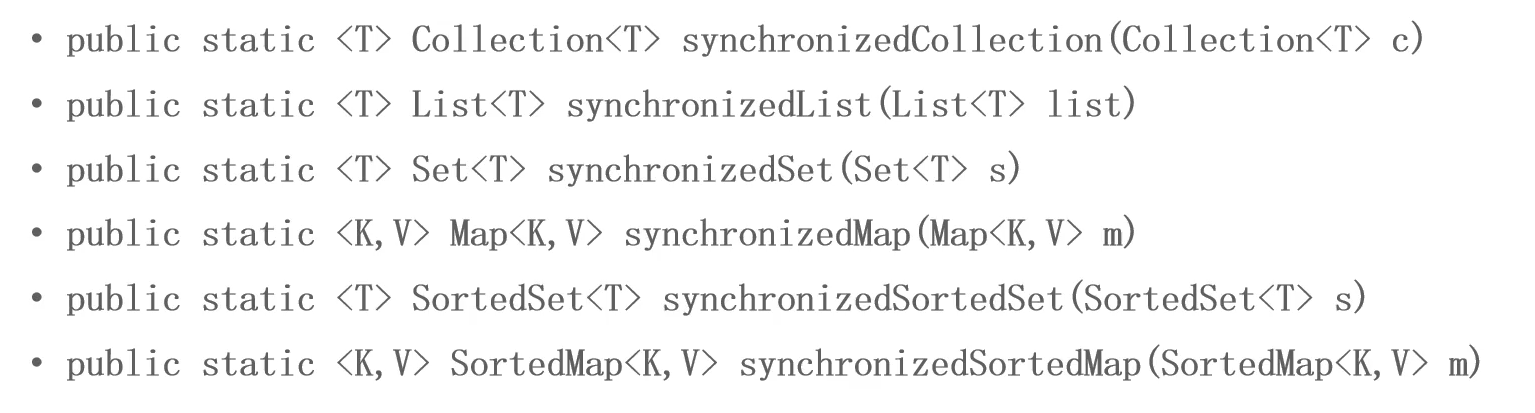 • public static <T> Collection<T> synchronizedCollection(Collection<T> c)
• public static <T> List<T> synchronizedList(List<T> list)
• public static <T> Set<T> synchronizedSet(Set<T> s)
• public static <K,V> Map<K,V> synchronizedMap(Map<K,V> m)
• public static <T> SortedSet<T> synchronizedSortedSet(SortedSet<T> s)
• public static <K,V> SortedMap<K,V> synchronizedSortedMap(SortedMap<K,V> m)